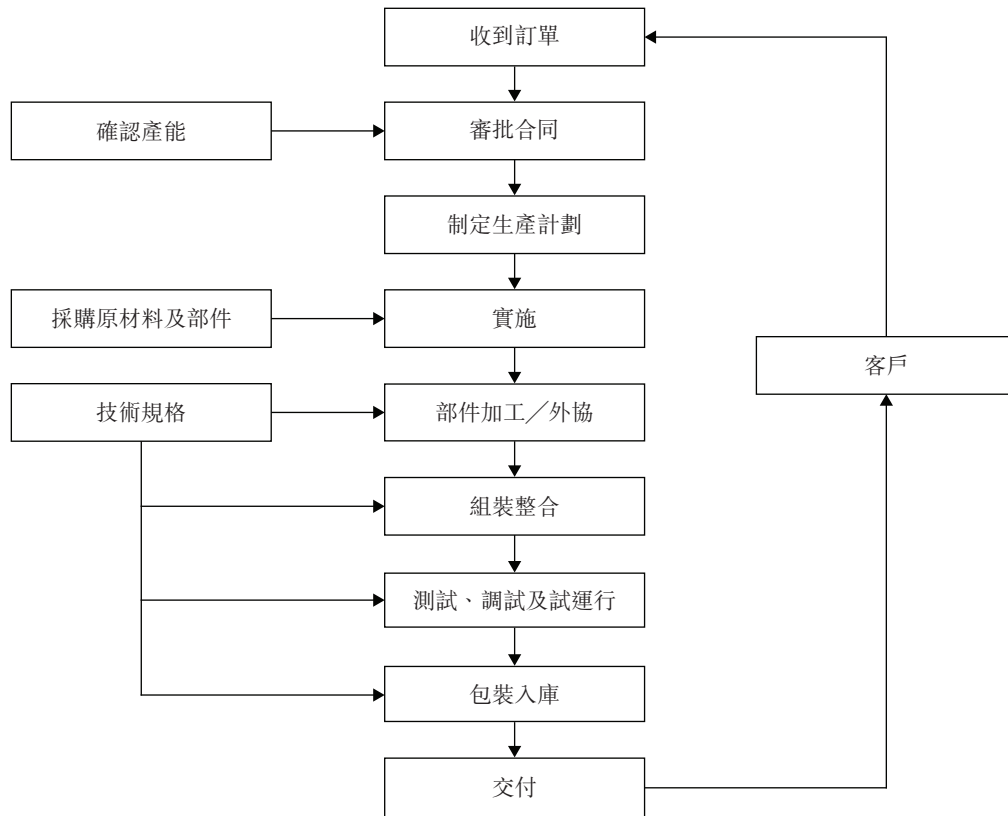 收到訂單
確認產能
審批合同
制定生產計劃
採購原材料及部件
實施
客戶
技術規格
部件加工／外協
組裝整合
測試、調試及試運行
包裝入庫
交付